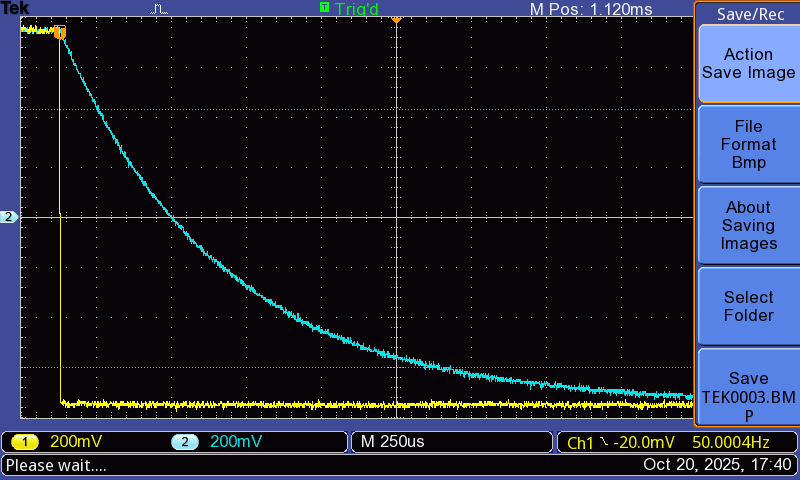 Tek
T Trig'd
M Pos: 1.120ms
Save/Rec
Action
Save Image
File
Format
Bmp
About
Saving
Images
Select
Folder
Save
TEK0003.BM
P
2
1 200mV
2 200mV
M 250us
Ch1 -20.0mV 50.0004Hz
Please wait....
Oct 20, 2025, 17:40